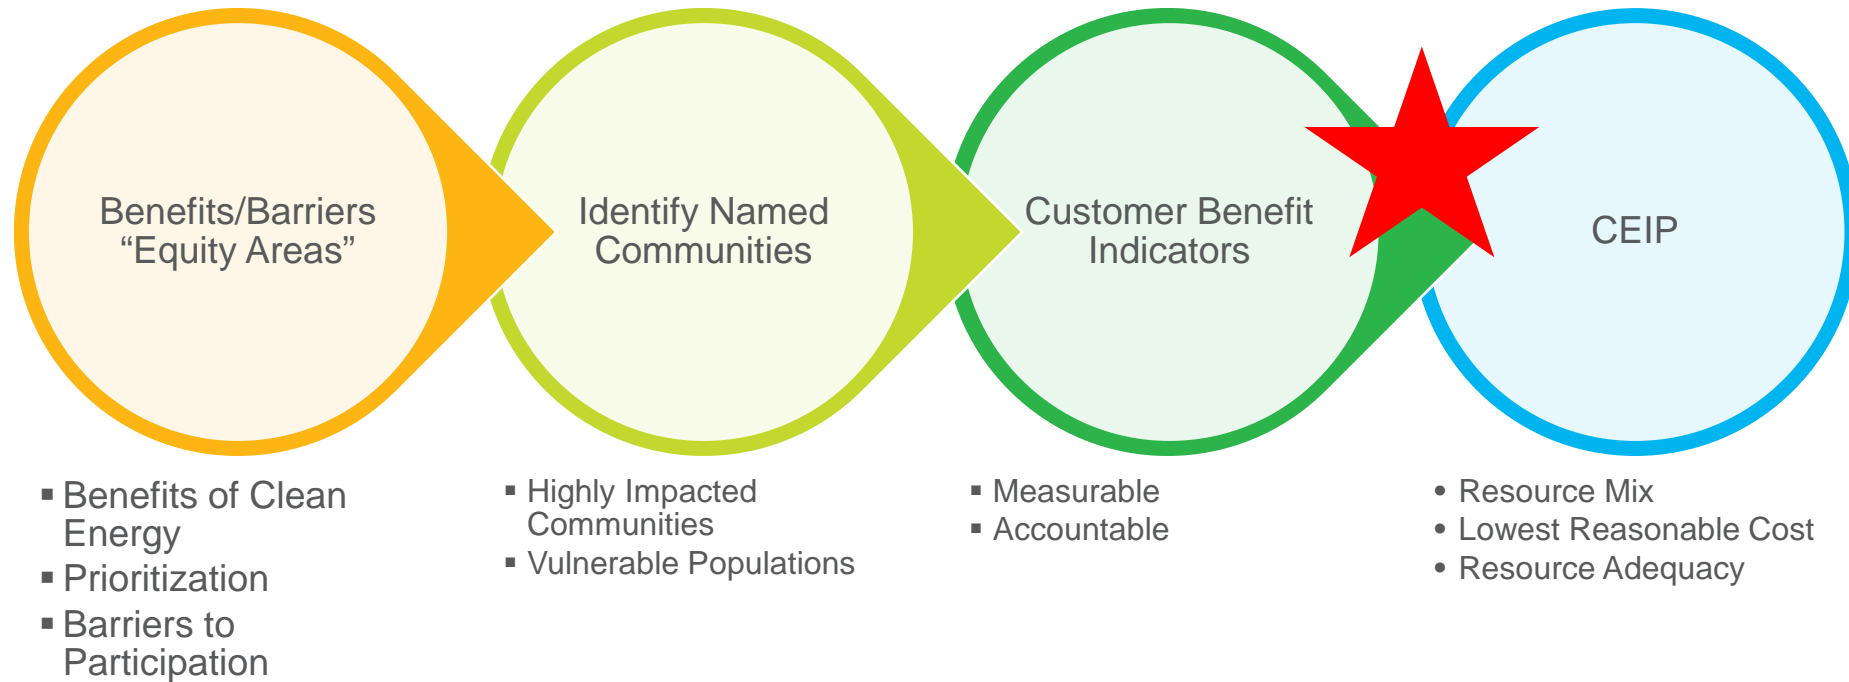 Benefits/Barriers
“Equity Areas”
Identify Named
Communities
Customer Benefit
Indicators
CEIP
▪ Benefits of Clean
Energy
▪ Prioritization
▪ Barriers to
Participation
▪ Highly Impacted
Communities
▪ Vulnerable Populations
▪ Measurable
▪ Accountable
• Resource Mix
• Lowest Reasonable Cost
• Resource Adequacy